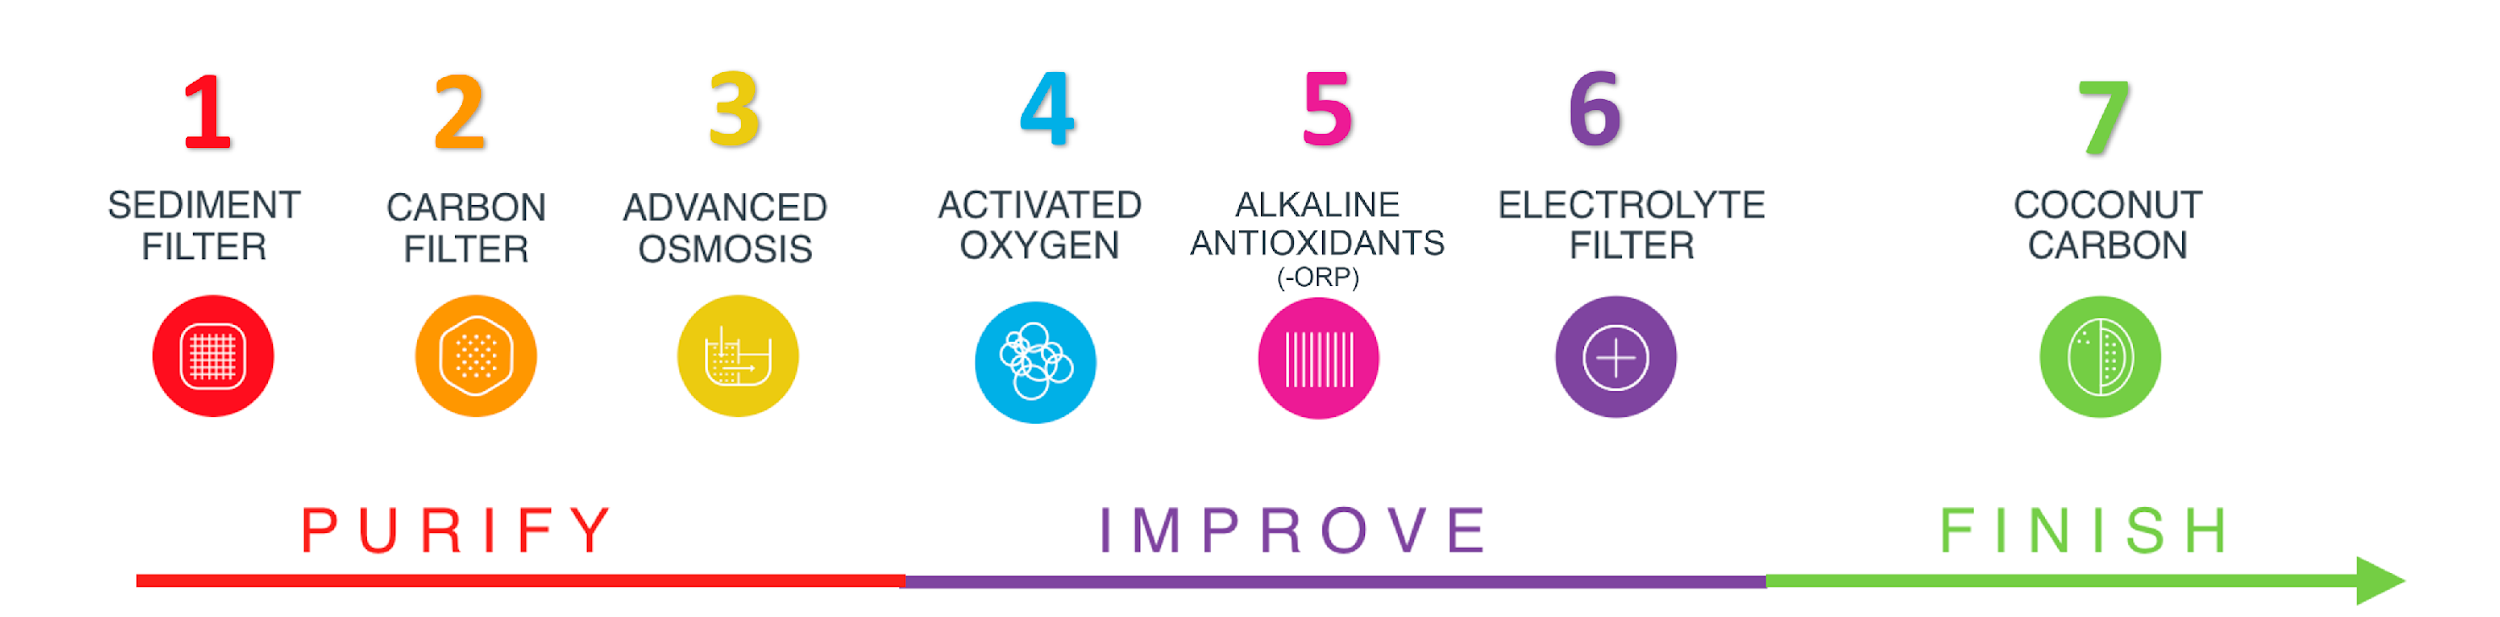 1
SEDIMENT
FILTER
2
CARBON
FILTER
3
ADVANCED
OSMOSIS
4
ACTIVATED
OXYGEN
5
ALKALINE
ANTIOXIDANTS
(-ORP)
6
ELECTROLYTE
FILTER
7
COCONUT
CARBON
PURIFY
IMPROVE
FINISH